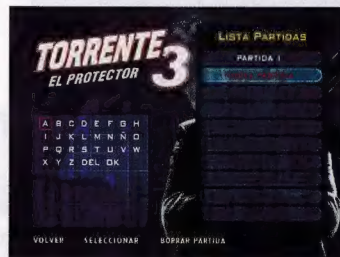 TORRENTE 3
EL PROTECTOR
LISTA PARTIDAS
PARTIDA 1
A B C D E F G H
I J K L M N Ñ O
P Q R S T U V W
X Y Z DEL OK
VOLVER SELECCIONAR BORRAR PARTIDA